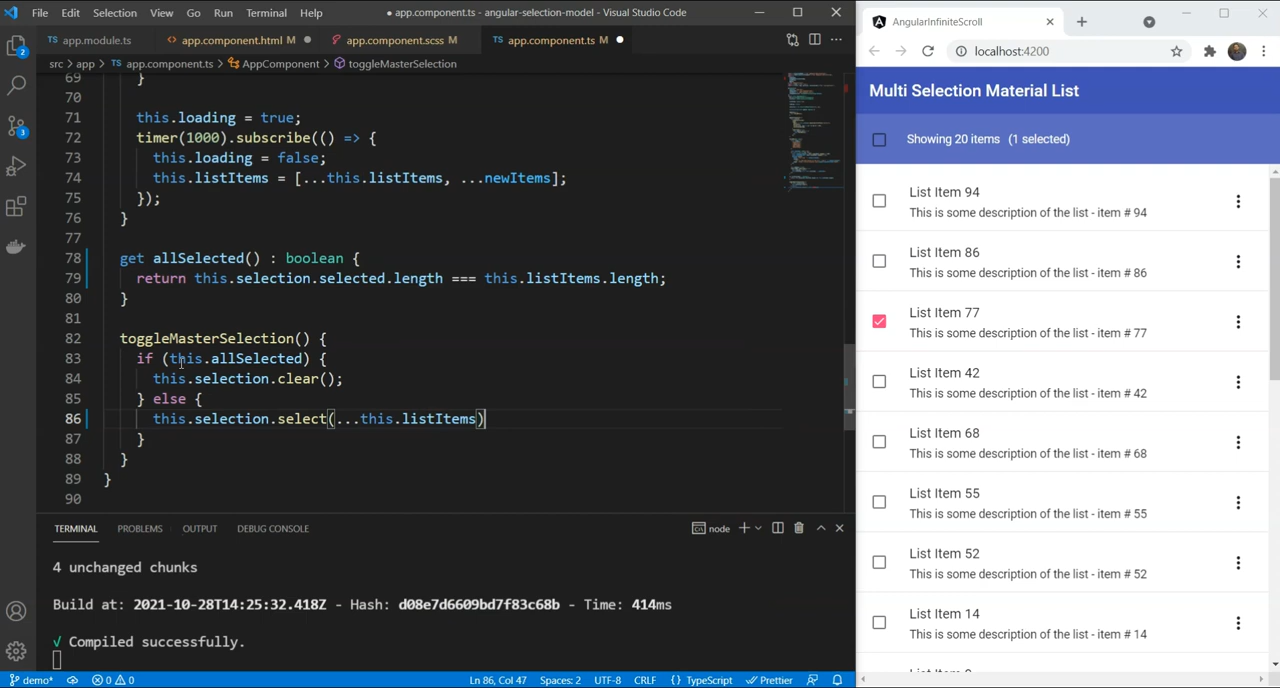 File Edit Selection View Go Run Terminal Help ● app.component.ts - angular-selection-model - Visual Studio Code
app.module.ts app.component.html M app.component.scss M TS app.component.ts M
src > app > TS app.component.ts > AppComponent > toggleMasterSelection
69 }
70
71 this.loading = true;
72 timer(1000).subscribe(() => {
73 this.loading = false;
74 this.listItems = [...this.listItems, ...newItems];
75 });
76 }
77
78 get allSelected() : boolean {
79 return this.selection.selected.length === this.listItems.length;
80 }
81
82 toggleMasterSelection() {
83 if (this.allSelected) {
84 this.selection.clear();
85 } else {
86 this.selection.select(...this.listItems)
87 }
88 }
89 }
90
TERMINAL PROBLEMS OUTPUT DEBUG CONSOLE node
4 unchanged chunks
Build at: 2021-10-28T14:25:32.418Z - Hash: d08e7d6609bd7f83c68b - Time: 414ms
√ Compiled successfully.
demo* 0 0 Ln 86, Col 47 Spaces: 2 UTF-8 CRLF {} TypeScript Prettier
AngularInfiniteScroll
localhost:4200
Multi Selection Material List
Showing 20 items (1 selected)
List Item 94
This is some description of the list - item # 94
List Item 86
This is some description of the list - item # 86
List Item 77
This is some description of the list - item # 77
List Item 42
This is some description of the list - item # 42
List Item 68
This is some description of the list - item # 68
List Item 55
This is some description of the list - item # 55
List Item 52
This is some description of the list - item # 52
List Item 14
This is some description of the list - item # 14